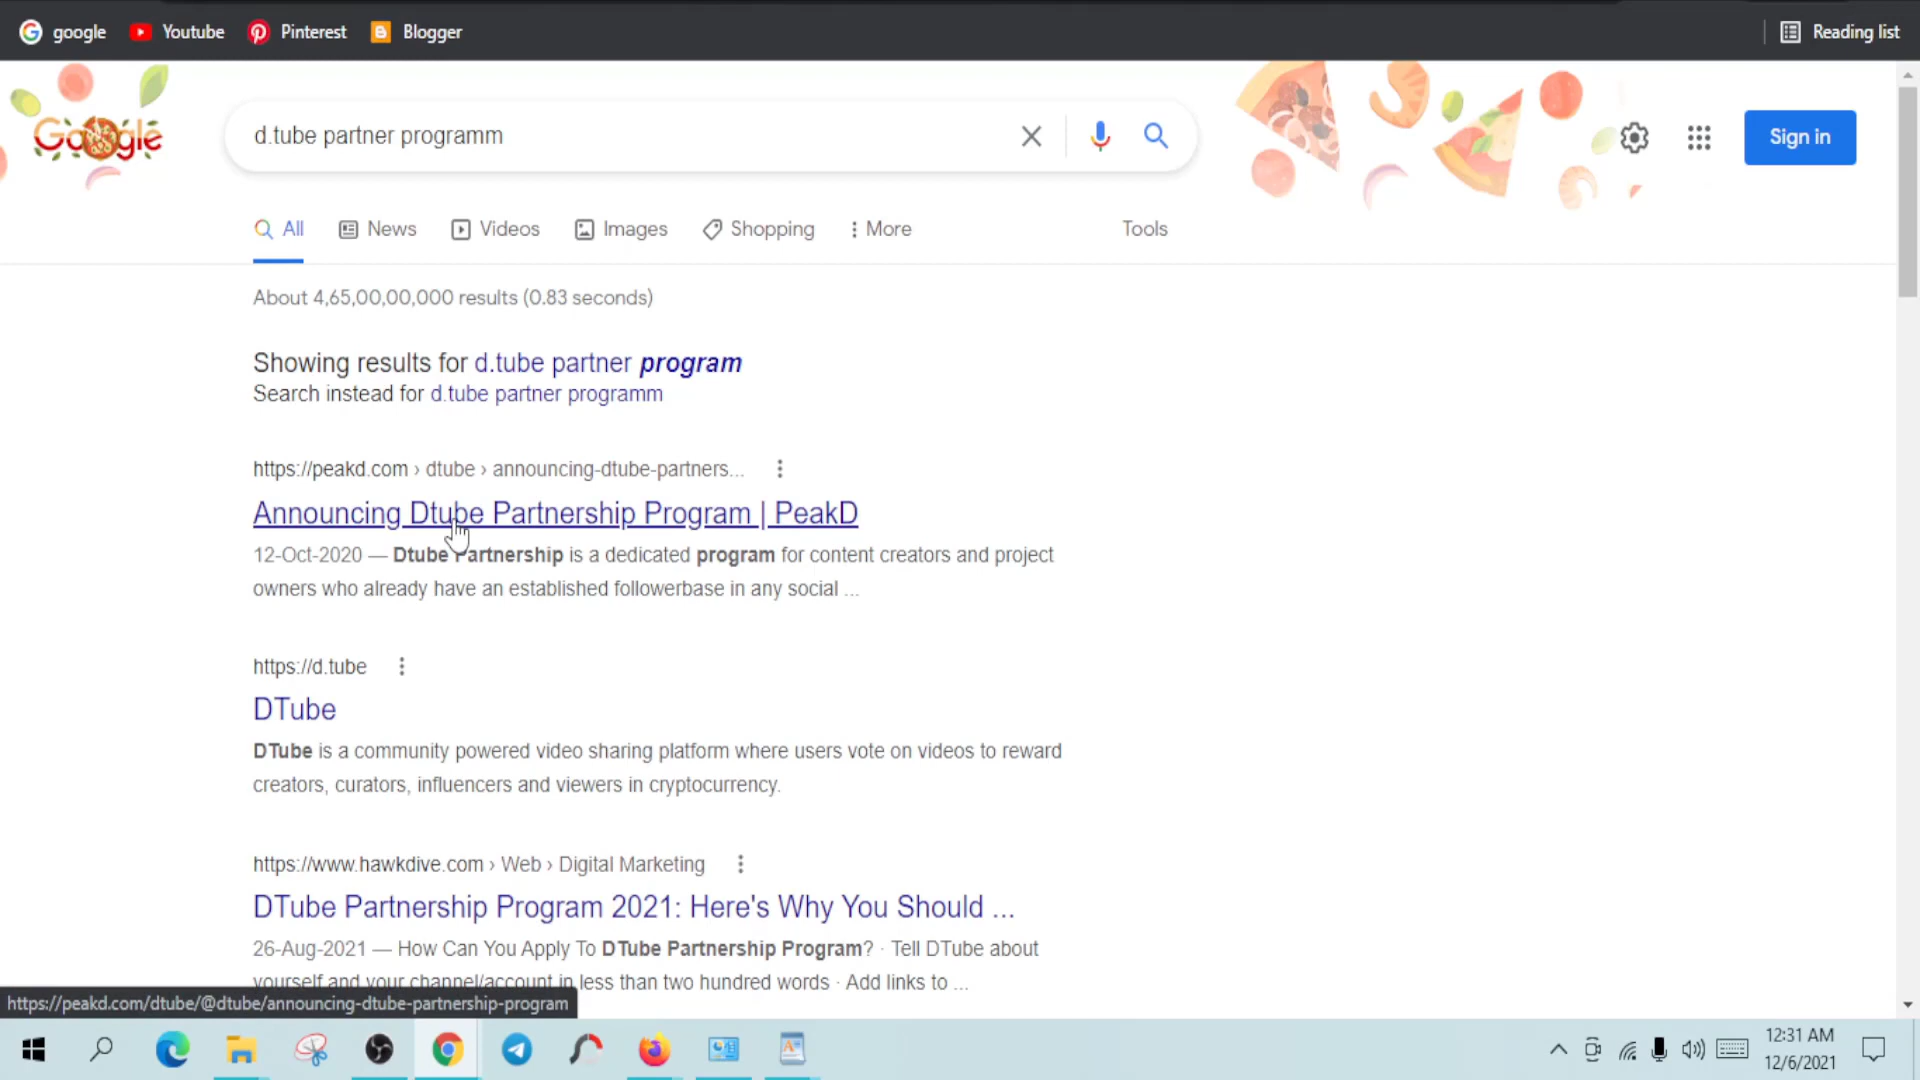 google Youtube Pinterest Blogger Reading list
Google
d.tube partner programm
Sign in
All News Videos Images Shopping More Tools
About 4,65,00,00,000 results (0.83 seconds)
Showing results for d.tube partner program
Search instead for d.tube partner programm
https://peakd.com › dtube › announcing-dtube-partners...
Announcing Dtube Partnership Program | PeakD
12-Oct-2020 — Dtube Partnership is a dedicated program for content creators and project
owners who already have an established followerbase in any social ...
https://d.tube
DTube
DTube is a community powered video sharing platform where users vote on videos to reward
creators, curators, influencers and viewers in cryptocurrency.
https://www.hawkdive.com › Web › Digital Marketing
DTube Partnership Program 2021: Here's Why You Should ...
26-Aug-2021 — How Can You Apply To DTube Partnership Program? · Tell DTube about
yourself and your channel/account in less than two hundred words · Add links to ...
https://peakd.com/dtube/@dtube/announcing-dtube-partnership-program
12:31 AM
12/6/2021